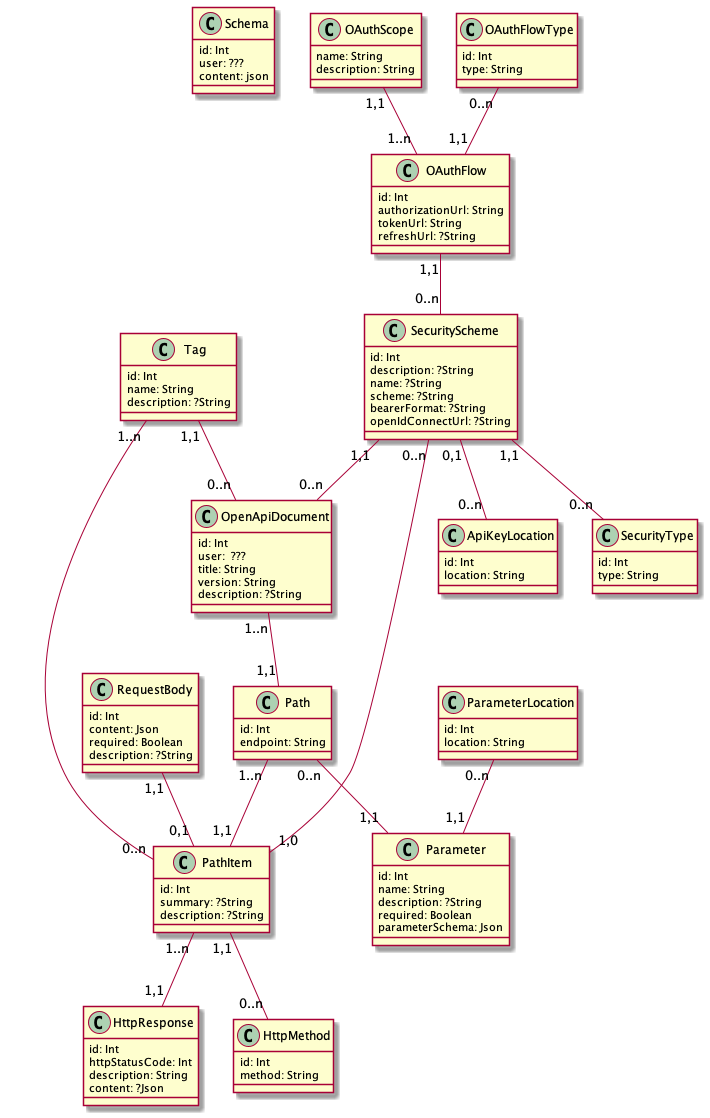 C Schema
id: Int
user: ???
content: json
C OAuthScope
name: String
description: String
C OAuthFlowType
id: Int
type: String
1,1
0..n
1..n
1,1
C OAuthFlow
id: Int
authorizationUrl: String
tokenUrl: String
refreshUrl: ?String
1,1
0..n
C SecurityScheme
id: Int
description: ?String
name: ?String
scheme: ?String
bearerFormat: ?String
openIdConnectUrl: ?String
C Tag
id: Int
name: String
description: ?String
1..n
1,1
1,1
0..n
0,1
1,1
0..n
0..n
0..n
0..n
C OpenApiDocument
id: Int
user:  ???
title: String
version: String
description: ?String
C ApiKeyLocation
id: Int
location: String
C SecurityType
id: Int
type: String
1..n
1,1
C RequestBody
id: Int
content: Json
required: Boolean
description: ?String
C Path
id: Int
endpoint: String
C ParameterLocation
id: Int
location: String
1,1
1..n
0..n
0..n
0..n
0,1
1,1
1,0
1,1
1,1
C PathItem
id: Int
summary: ?String
description: ?String
C Parameter
id: Int
name: String
description: ?String
required: Boolean
parameterSchema: Json
1..n
1,1
1,1
0..n
C HttpResponse
id: Int
httpStatusCode: Int
description: String
content: ?Json
C HttpMethod
id: Int
method: String